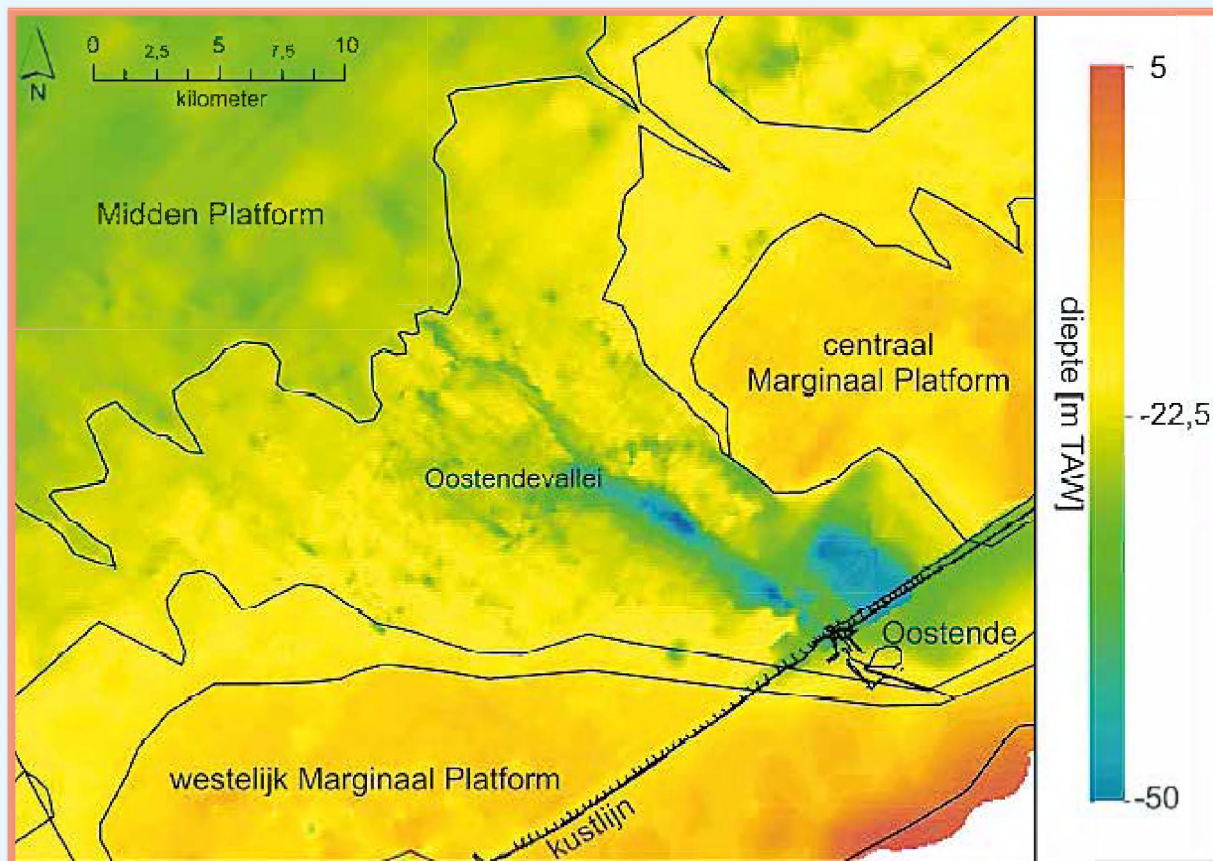 0 5 10
2,5 7,5
kilometer
N
Midden Platform
centraal
Marginaal Platform
Oostendevallei
Oostende
westelijk Marginaal Platform
kustlijn
5
-22,5
-50
diepte [m TAW]